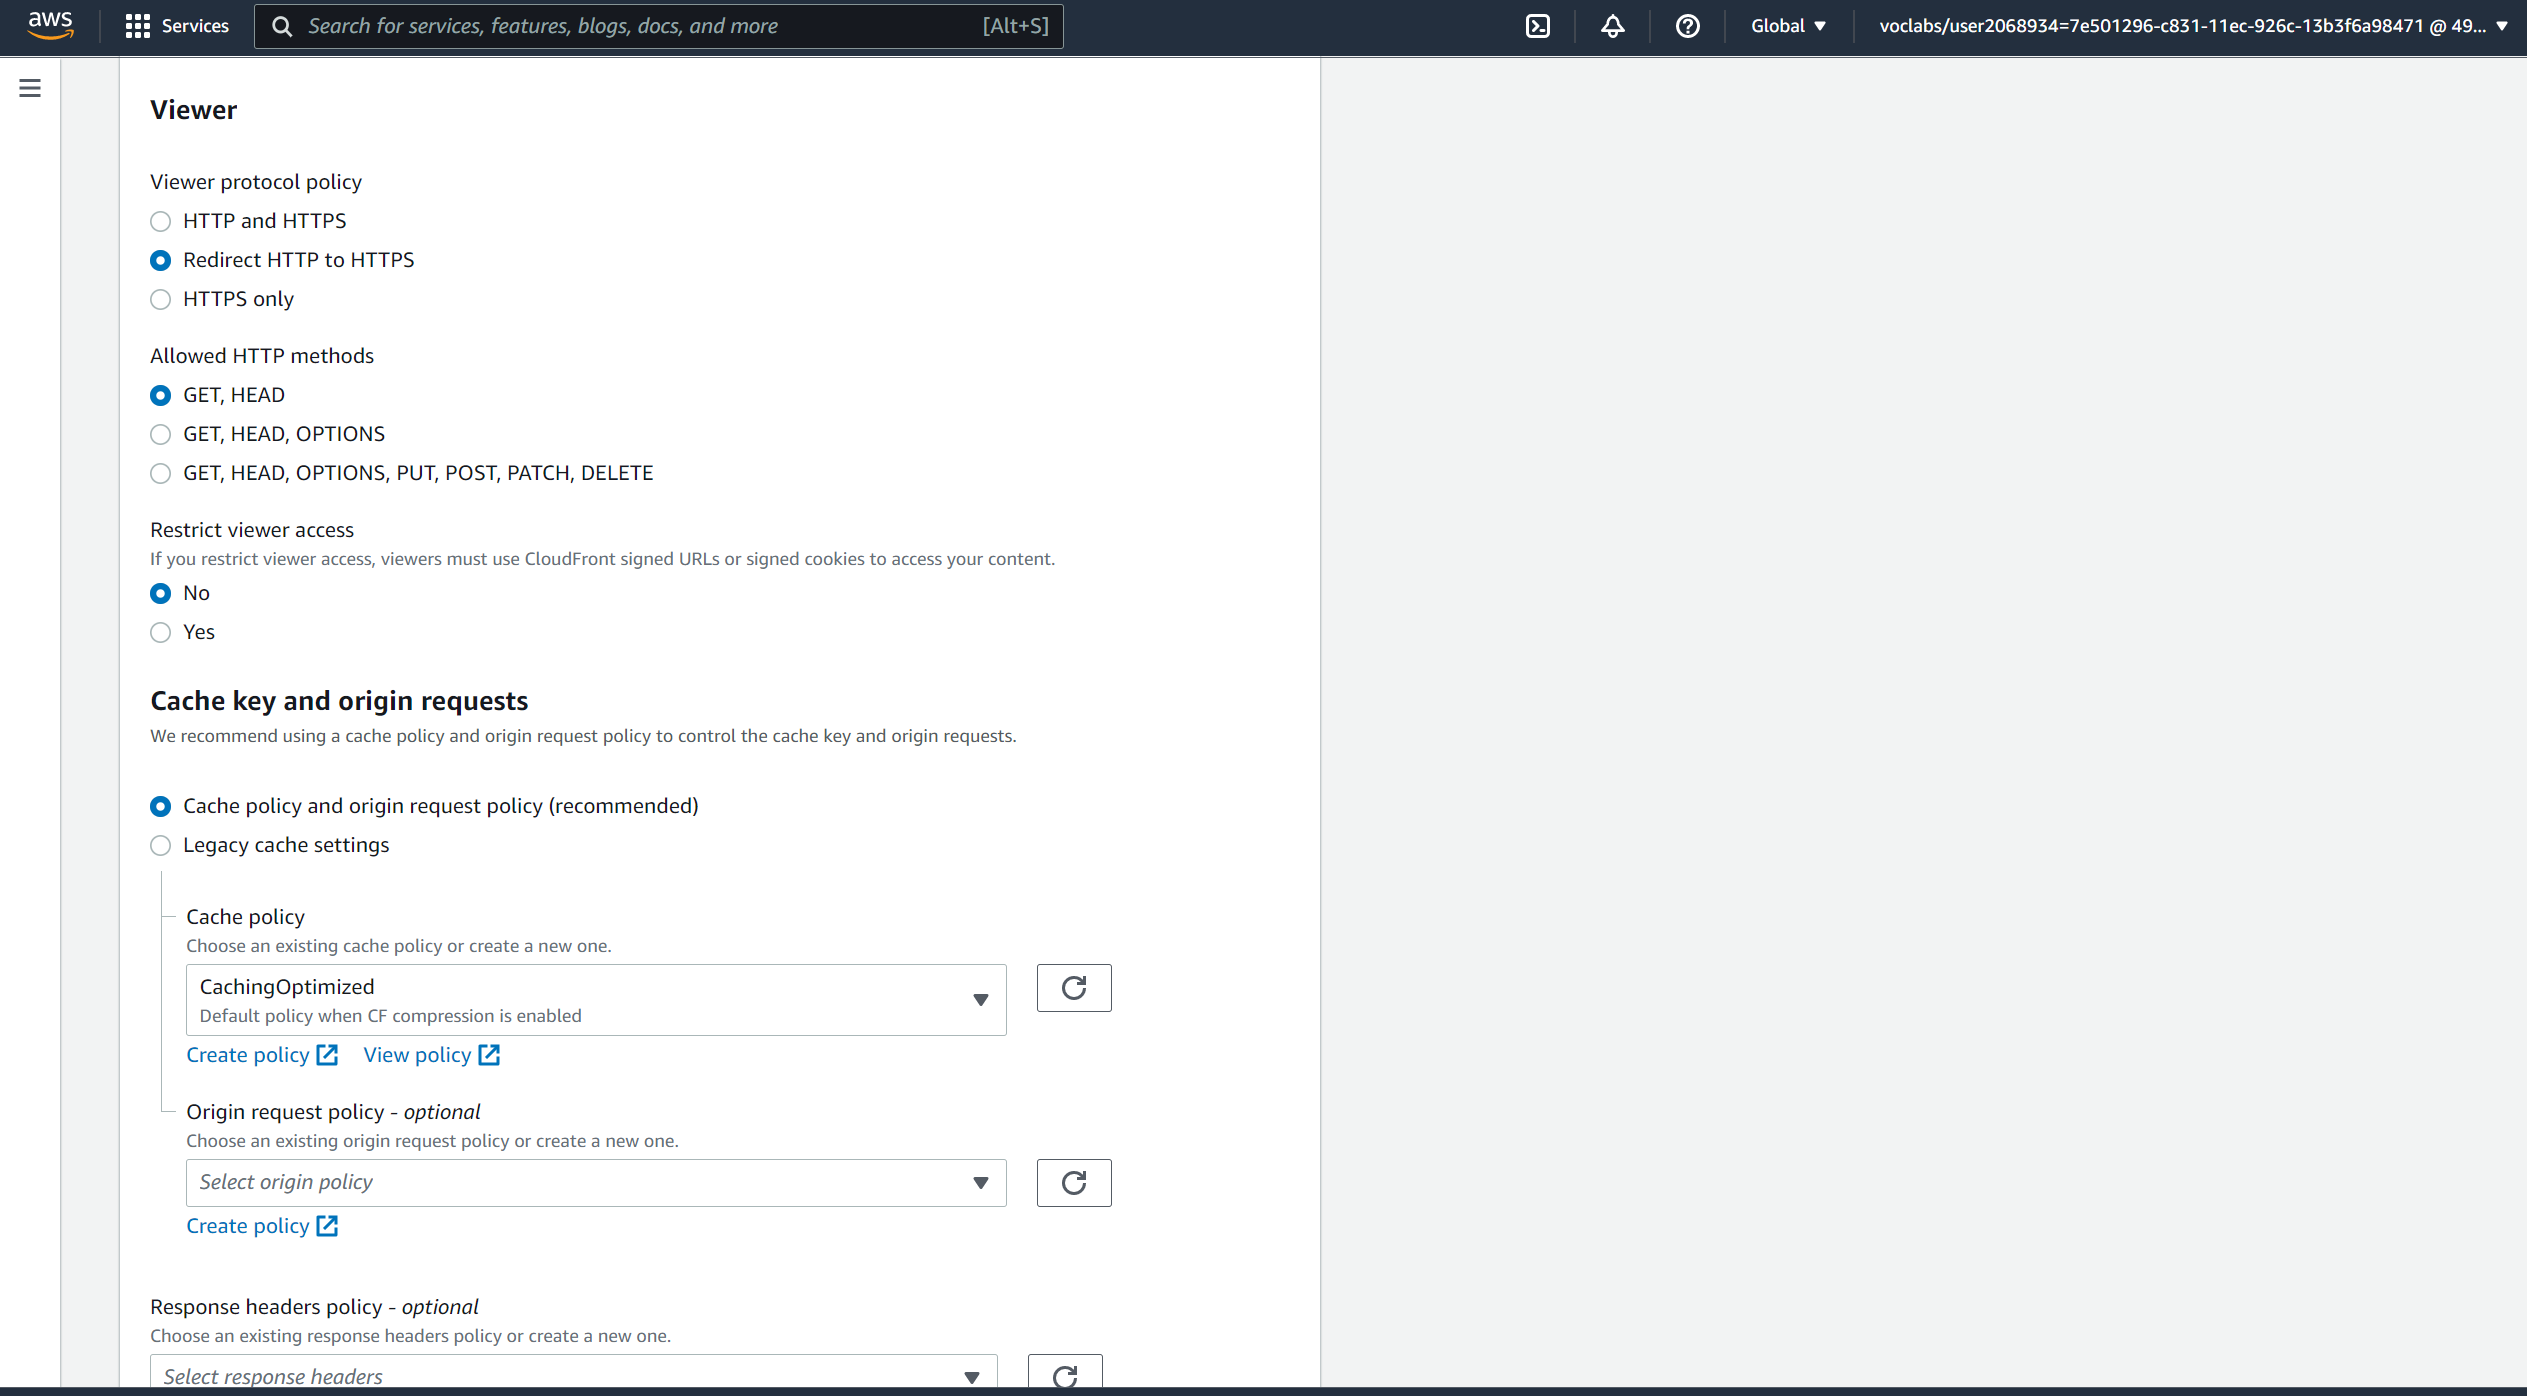 aws
Services
Search for services, features, blogs, docs, and more [Alt+S]
Global
voclabs/user2068934=7e501296-c831-11ec-926c-13b3f6a98471 @ 49...
Viewer
Viewer protocol policy
HTTP and HTTPS
Redirect HTTP to HTTPS
HTTPS only
Allowed HTTP methods
GET, HEAD
GET, HEAD, OPTIONS
GET, HEAD, OPTIONS, PUT, POST, PATCH, DELETE
Restrict viewer access
If you restrict viewer access, viewers must use CloudFront signed URLs or signed cookies to access your content.
No
Yes
Cache key and origin requests
We recommend using a cache policy and origin request policy to control the cache key and origin requests.
Cache policy and origin request policy (recommended)
Legacy cache settings
Cache policy
Choose an existing cache policy or create a new one.
CachingOptimized
Default policy when CF compression is enabled
Create policy View policy
Origin request policy - optional
Choose an existing origin request policy or create a new one.
Select origin policy
Create policy
Response headers policy - optional
Choose an existing response headers policy or create a new one.
Select response headers